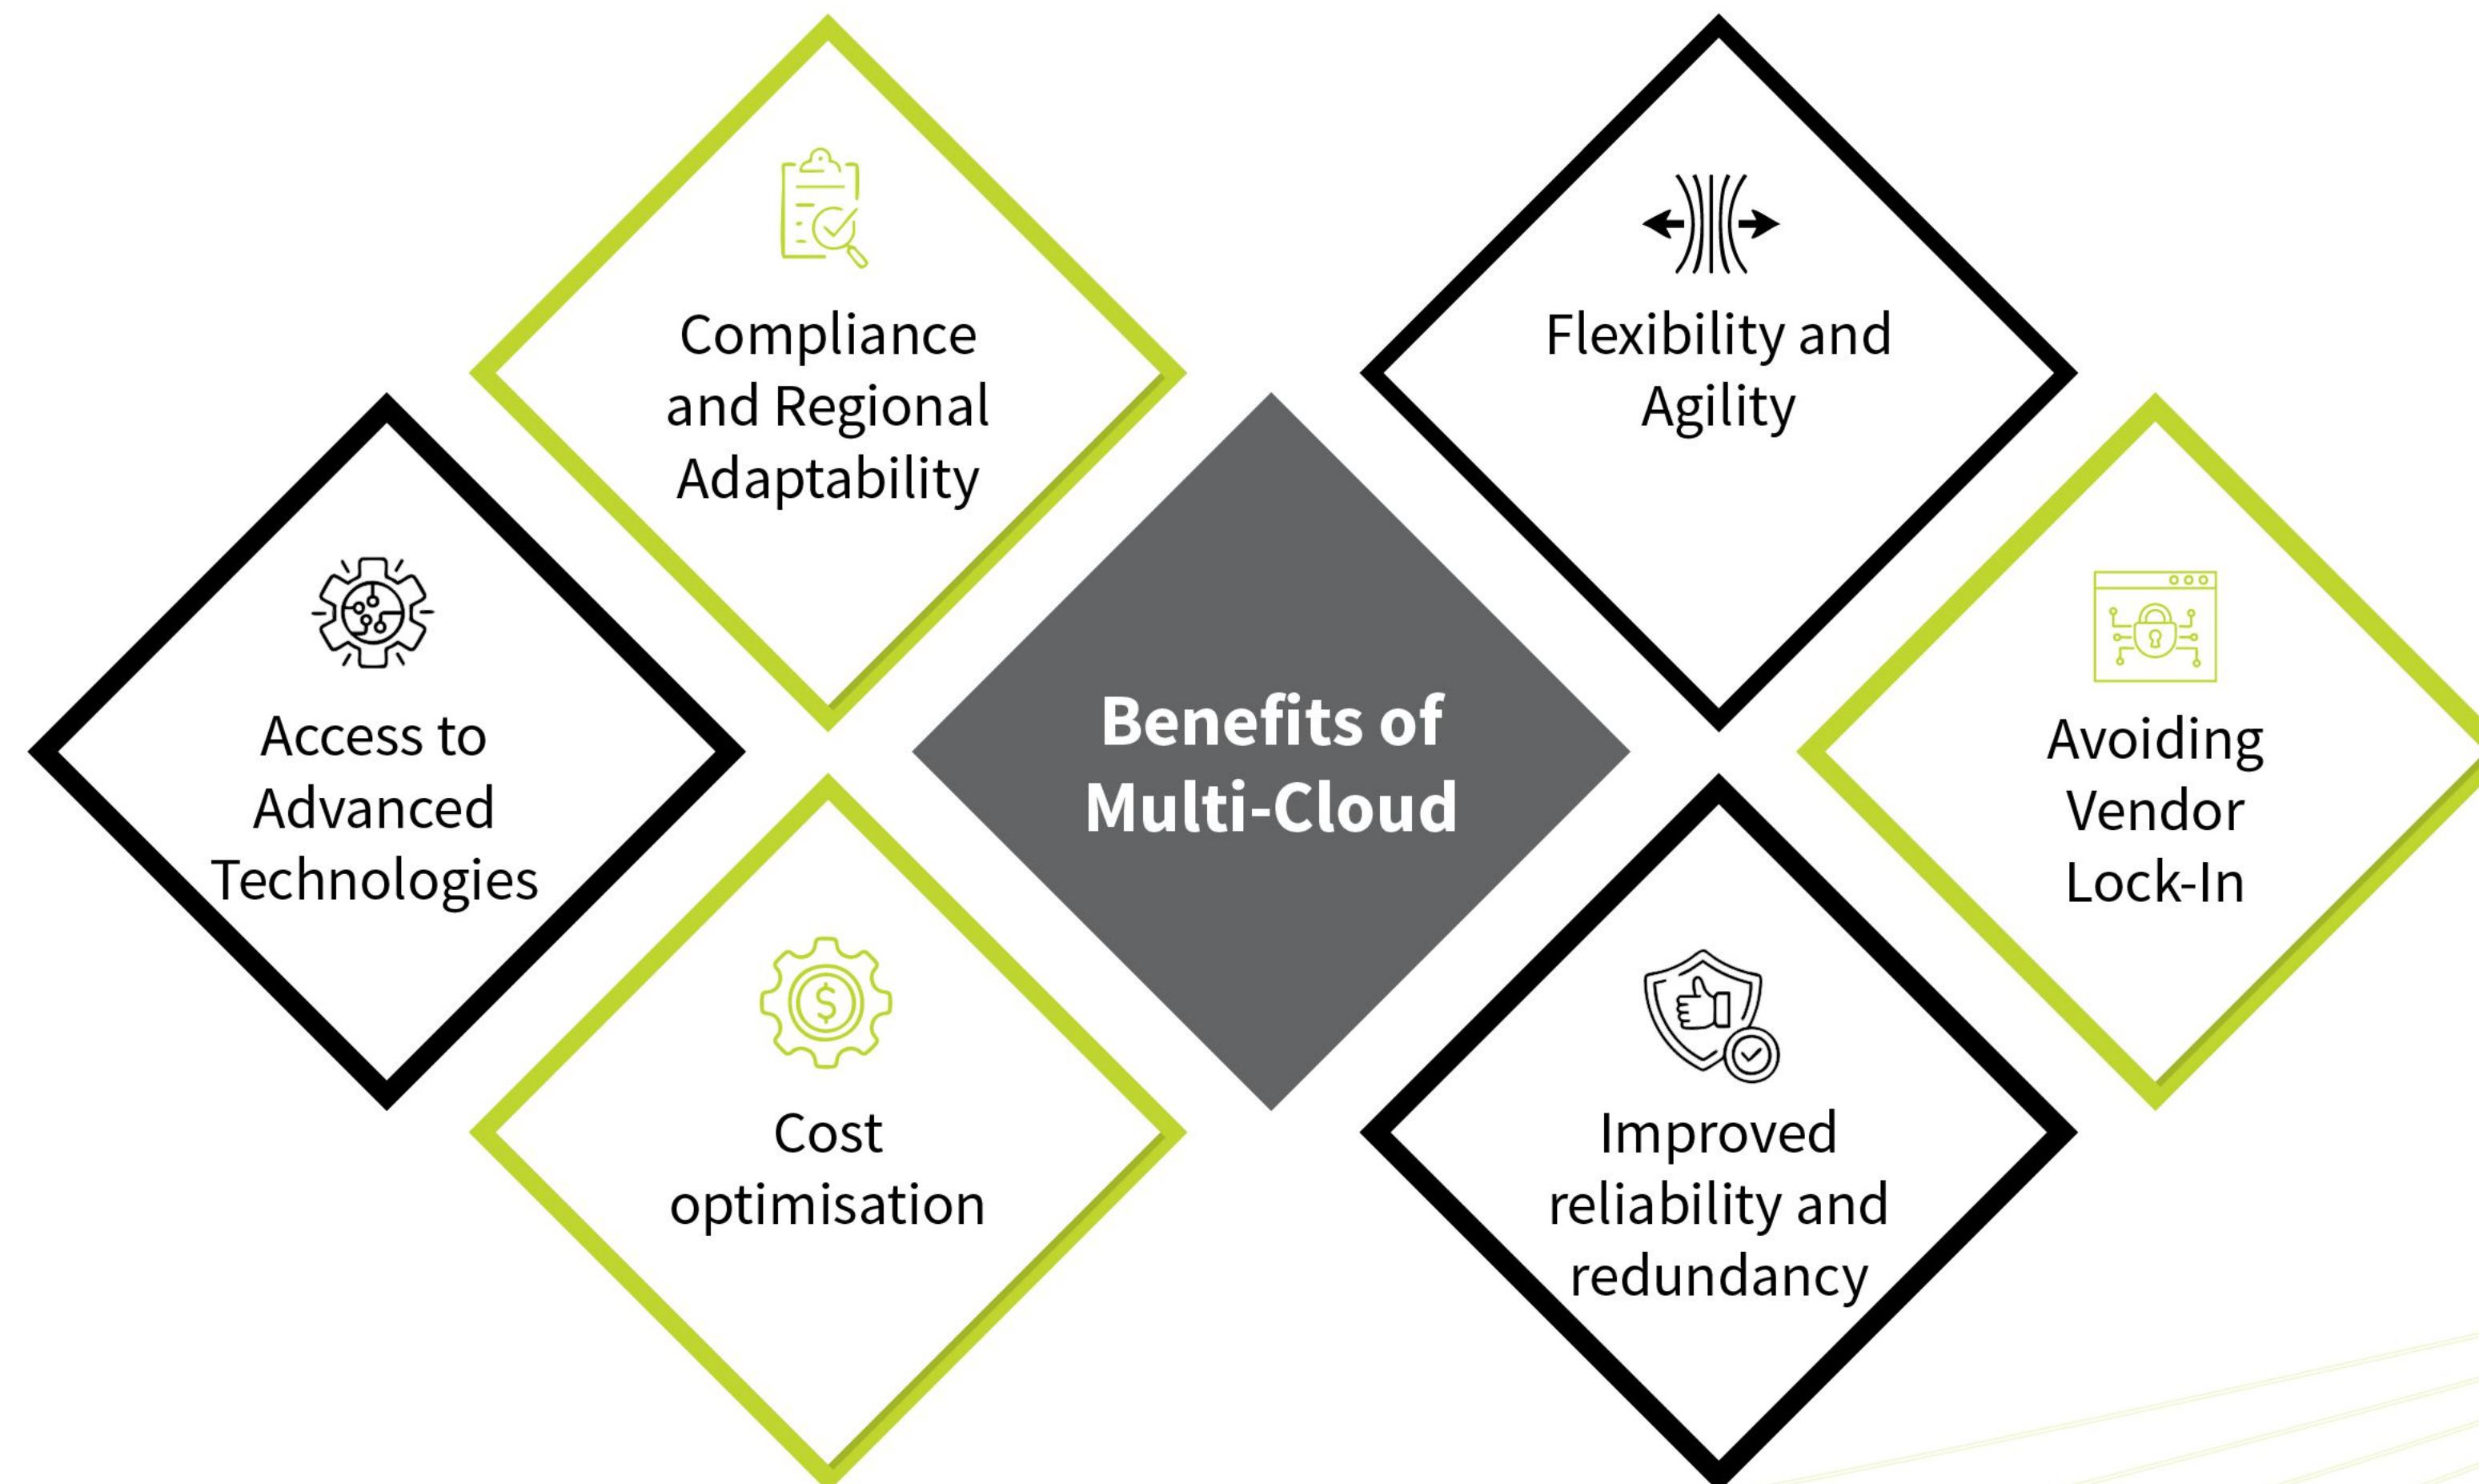 Compliance
and Regional
Adaptability
Flexibility and
Agility
Access to
Advanced
Technologies
Benefits of
Multi-Cloud
Avoiding
Vendor
Lock-In
Cost
optimisation
Improved
reliability and
redundancy